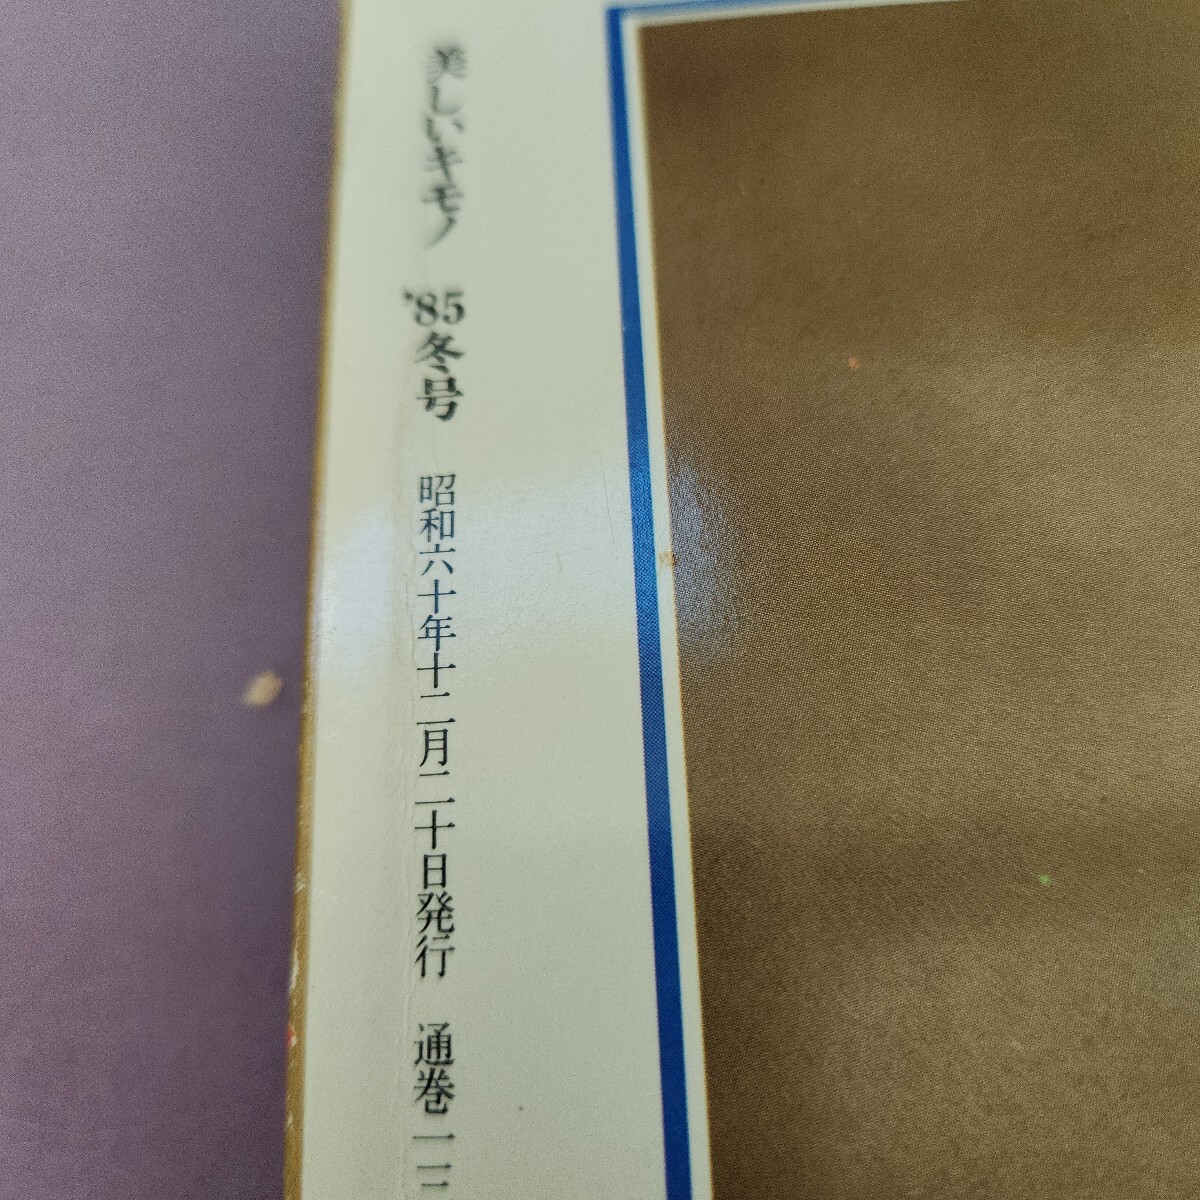 美しいキモノ '85冬号 昭和六十年十二月二十日発行 通巻一